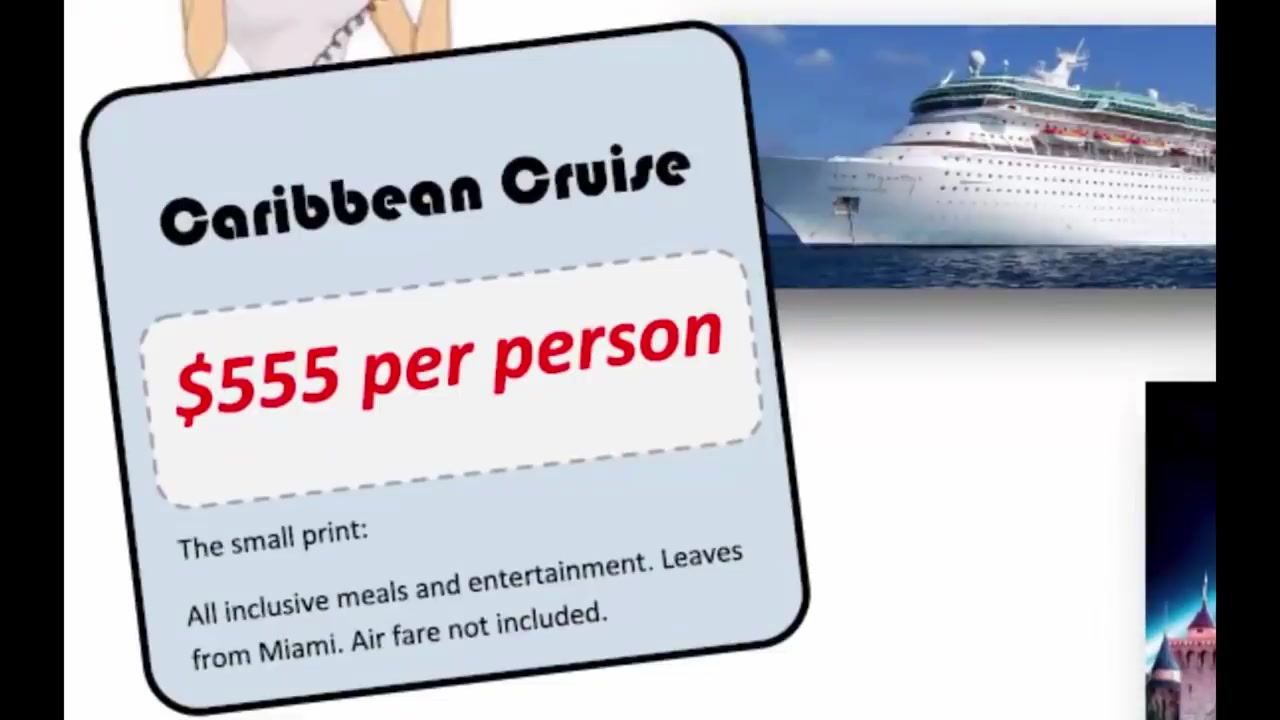 Caribbean Cruise
$555 per person
The small print:
All inclusive meals and entertainment. Leaves
from Miami. Air fare not included.